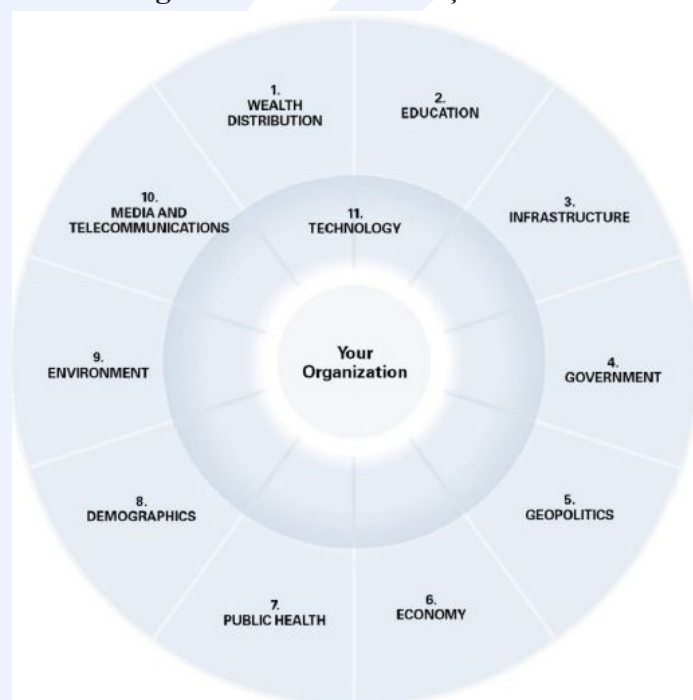 1.
WEALTH
DISTRIBUTION
2.
EDUCATION
3.
INFRASTRUCTURE
4.
GOVERNMENT
5.
GEOPOLITICS
6.
ECONOMY
7.
PUBLIC HEALTH
8.
DEMOGRAPHICS
9.
ENVIRONMENT
10.
MEDIA AND
TELECOMMUNICATIONS
11.
TECHNOLOGY
Your
Organization